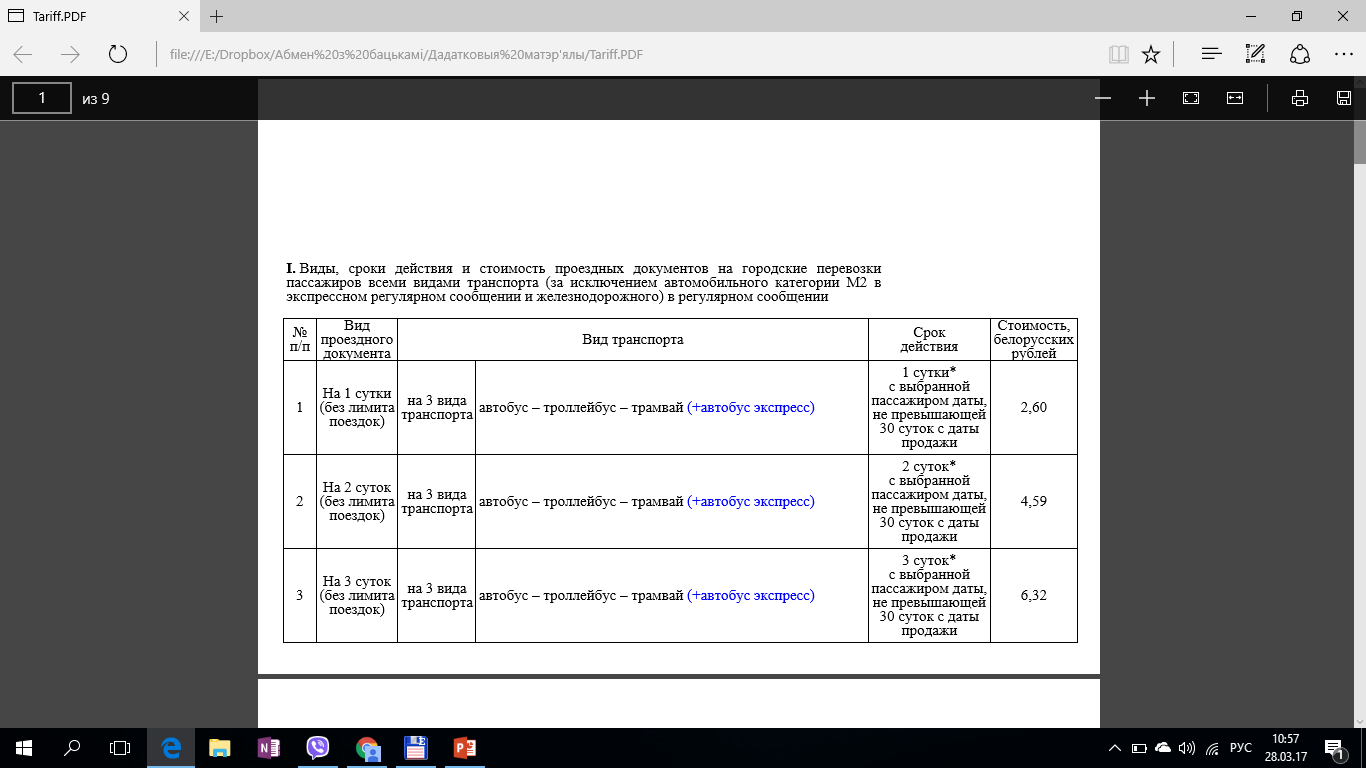 Tariff.PDF
file:///E:/Dropbox/Абмен%20з%20бацькамі/Дадатковыя%20матэр'ялы/Tariff.PDF
1 из 9
I. Виды, сроки действия и стоимость проездных документов на городские перевозки
пассажиров всеми видами транспорта (за исключением автомобильного категории М2 в
экспрессном регулярном сообщении и железнодорожного) в регулярном сообщении
№
п/п
Вид
проездного
документа
Вид транспорта
Срок
действия
Стоимость,
белорусских
рублей
1
На 1 сутки
(без лимита
поездок)
на 3 вида
транспорта
автобус – троллейбус – трамвай (+автобус экспресс)
1 сутки*
с выбранной
пассажиром даты,
не превышающей
30 суток с даты
продажи
2,60
2
На 2 суток
(без лимита
поездок)
на 3 вида
транспорта
автобус – троллейбус – трамвай (+автобус экспресс)
2 суток*
с выбранной
пассажиром даты,
не превышающей
30 суток с даты
продажи
4,59
3
На 3 суток
(без лимита
поездок)
на 3 вида
транспорта
автобус – троллейбус – трамвай (+автобус экспресс)
3 суток*
с выбранной
пассажиром даты,
не превышающей
30 суток с даты
продажи
6,32
РУС
10:57
28.03.17
1